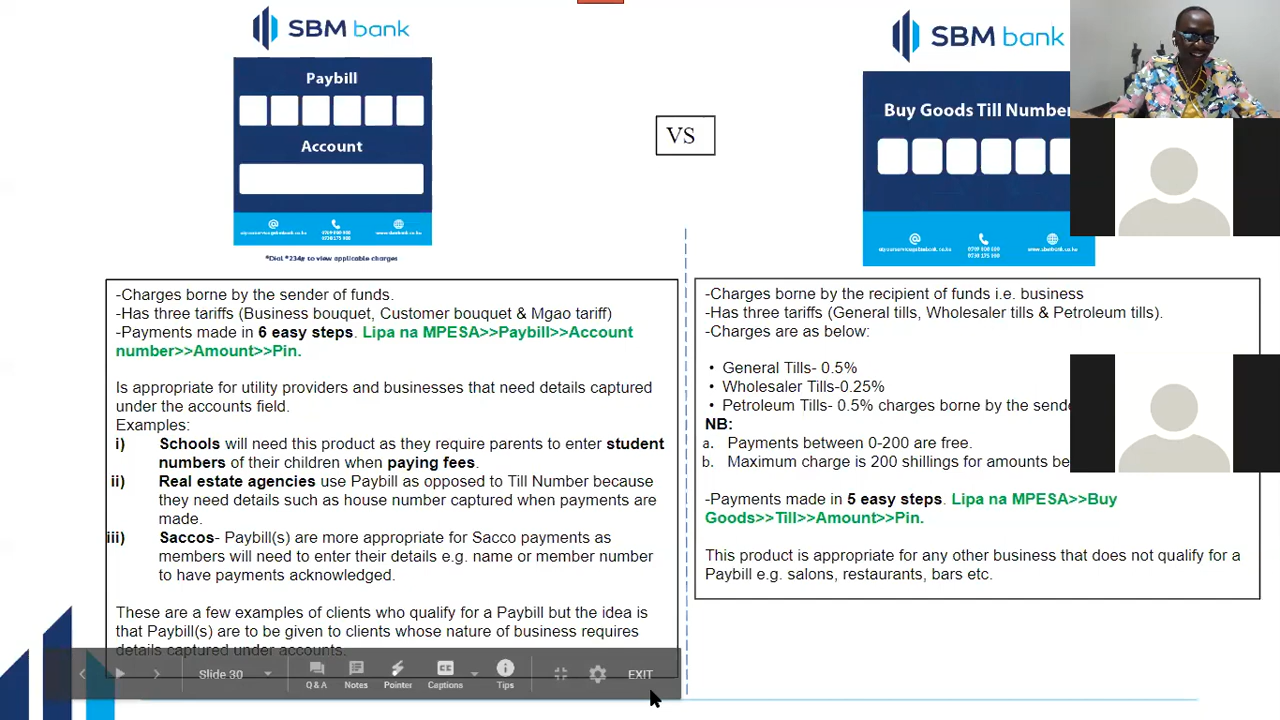 SBM bank
Paybill
Account
0709 800 000
0730 175 000
*Dial *234# to view applicable charges
VS
SBM bank
Buy Goods Till Number
0709 800 000
0730 175 000
-Charges borne by the sender of funds.
-Has three tariffs (Business bouquet, Customer bouquet & Mgao tariff)
-Payments made in 6 easy steps. Lipa na MPESA>>Paybill>>Account
number>>Amount>>Pin.
Is appropriate for utility providers and businesses that need details captured
under the accounts field.
Examples:
i) Schools will need this product as they require parents to enter student
numbers of their children when paying fees.
ii) Real estate agencies use Paybill as opposed to Till Number because
they need details such as house number captured when payments are
made.
iii) Saccos- Paybill(s) are more appropriate for Sacco payments as
members will need to enter their details e.g. name or member number
to have payments acknowledged.
These are a few examples of clients who qualify for a Paybill but the idea is
that Paybill(s) are to be given to clients whose nature of business requires
details captured under accounts.
-Charges borne by the recipient of funds i.e. business
-Has three tariffs (General tills, Wholesaler tills & Petroleum tills).
-Charges are as below:
• General Tills- 0.5%
• Wholesaler Tills-0.25%
• Petroleum Tills- 0.5% charges borne by the sende
NB:
a. Payments between 0-200 are free.
b. Maximum charge is 200 shillings for amounts be
-Payments made in 5 easy steps. Lipa na MPESA>>Buy
Goods>>Till>>Amount>>Pin.
This product is appropriate for any other business that does not qualify for a
Paybill e.g. salons, restaurants, bars etc.
Slide 30
Q & A
Notes
Pointer
Captions
Tips
EXIT